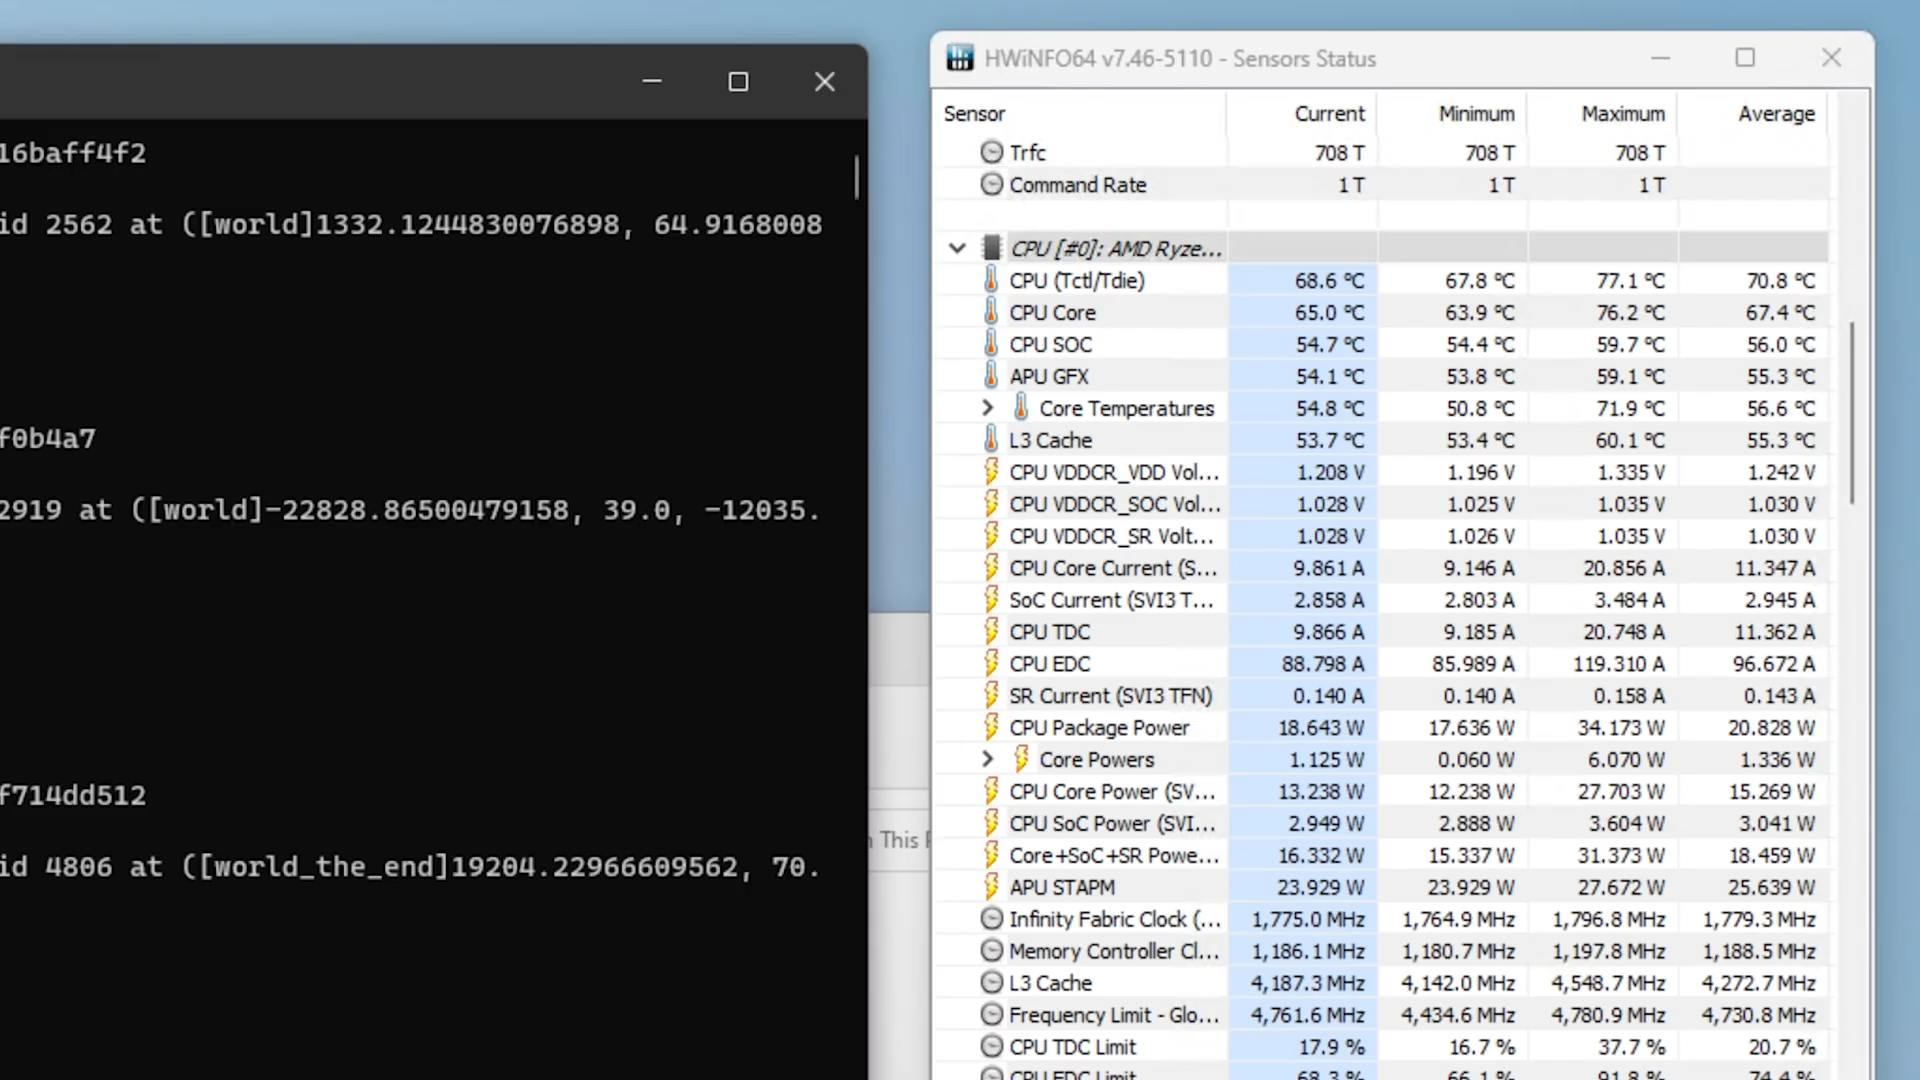 16baff4f2
id 2562 at ([world]1332.1244830076898, 64.9168008
f0b4a7
2919 at ([world]-22828.86500479158, 39.0, -12035.
f714dd512
id 4806 at ([world_the_end]19204.22966609562, 70.
This
HWiNFO64 v7.46-5110 - Sensors Status
Sensor Current Minimum Maximum Average
Trfc 708 T 708 T 708 T
Command Rate 1 T 1 T 1 T
CPU [#0]: AMD Ryze...
CPU (Tctl/Tdie) 68.6 °C 67.8 °C 77.1 °C 70.8 °C
CPU Core 65.0 °C 63.9 °C 76.2 °C 67.4 °C
CPU SOC 54.7 °C 54.4 °C 59.7 °C 56.0 °C
APU GFX 54.1 °C 53.8 °C 59.1 °C 55.3 °C
Core Temperatures 54.8 °C 50.8 °C 71.9 °C 56.6 °C
L3 Cache 53.7 °C 53.4 °C 60.1 °C 55.3 °C
CPU VDDCR_VDD Vol... 1.208 V 1.196 V 1.335 V 1.242 V
CPU VDDCR_SOC Vol... 1.028 V 1.025 V 1.035 V 1.030 V
CPU VDDCR_SR Volt... 1.028 V 1.026 V 1.035 V 1.030 V
CPU Core Current (S... 9.861 A 9.146 A 20.856 A 11.347 A
SoC Current (SVI3 T... 2.858 A 2.803 A 3.484 A 2.945 A
CPU TDC 9.866 A 9.185 A 20.748 A 11.362 A
CPU EDC 88.798 A 85.989 A 119.310 A 96.672 A
SR Current (SVI3 TFN) 0.140 A 0.140 A 0.158 A 0.143 A
CPU Package Power 18.643 W 17.636 W 34.173 W 20.828 W
Core Powers 1.125 W 0.060 W 6.070 W 1.336 W
CPU Core Power (SV... 13.238 W 12.238 W 27.703 W 15.269 W
CPU SoC Power (SVI... 2.949 W 2.888 W 3.604 W 3.041 W
Core+SoC+SR Powe... 16.332 W 15.337 W 31.373 W 18.459 W
APU STAPM 23.929 W 23.929 W 27.672 W 25.639 W
Infinity Fabric Clock (... 1,775.0 MHz 1,764.9 MHz 1,796.8 MHz 1,779.3 MHz
Memory Controller Cl... 1,186.1 MHz 1,180.7 MHz 1,197.8 MHz 1,188.5 MHz
L3 Cache 4,187.3 MHz 4,142.0 MHz 4,548.7 MHz 4,272.7 MHz
Frequency Limit - Glo... 4,761.6 MHz 4,434.6 MHz 4,780.9 MHz 4,730.8 MHz
CPU TDC Limit 17.9 % 16.7 % 37.7 % 20.7 %
CPU EDC Limit 68.3 % 66.1 % 91.8 % 74.4 %